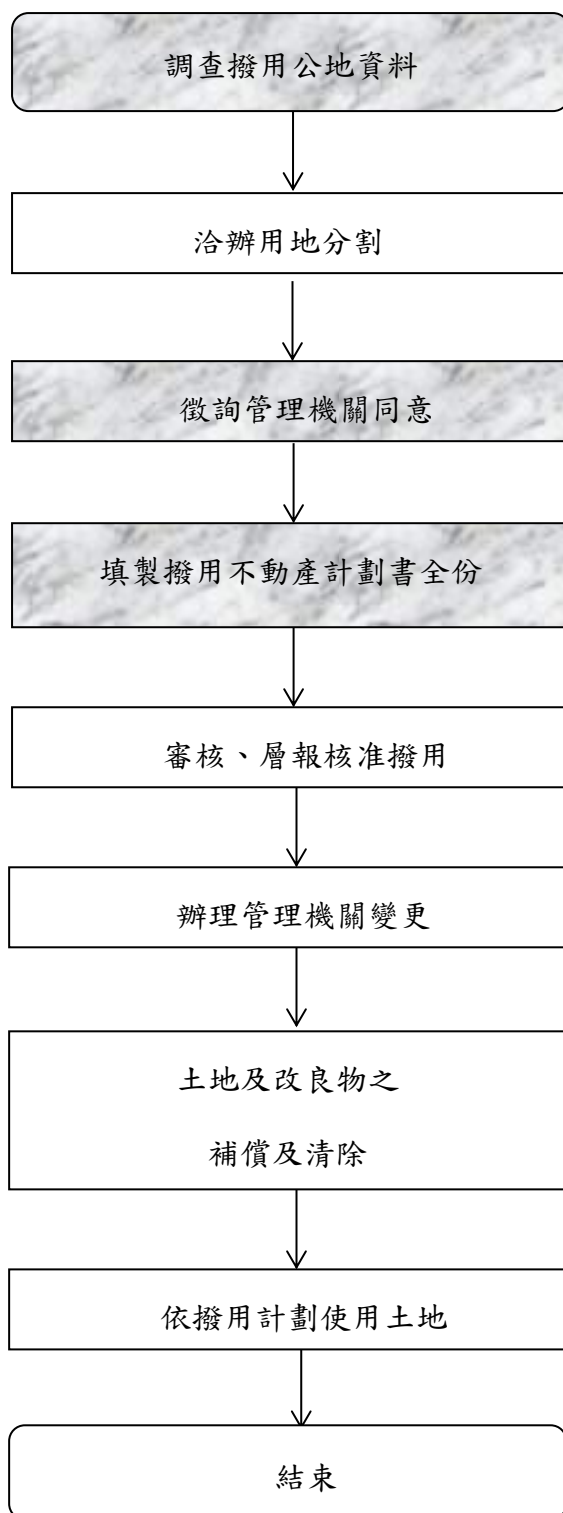 調查撥用公地資料
洽辦用地分割
徵詢管理機關同意
填製撥用不動產計劃書全份
審核、層報核准撥用
辦理管理機關變更
土地及改良物之
補償及清除
依撥用計劃使用土地
結束